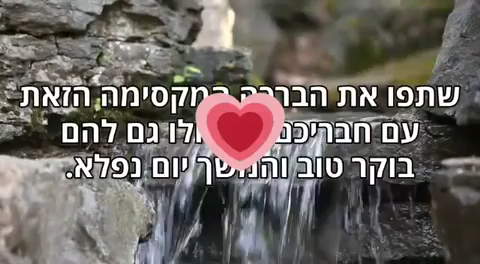 שתפו את הברכה המקסימה הזאת
עם חבריכם גם להם
בוקר טוב והמשך יום נפלא.